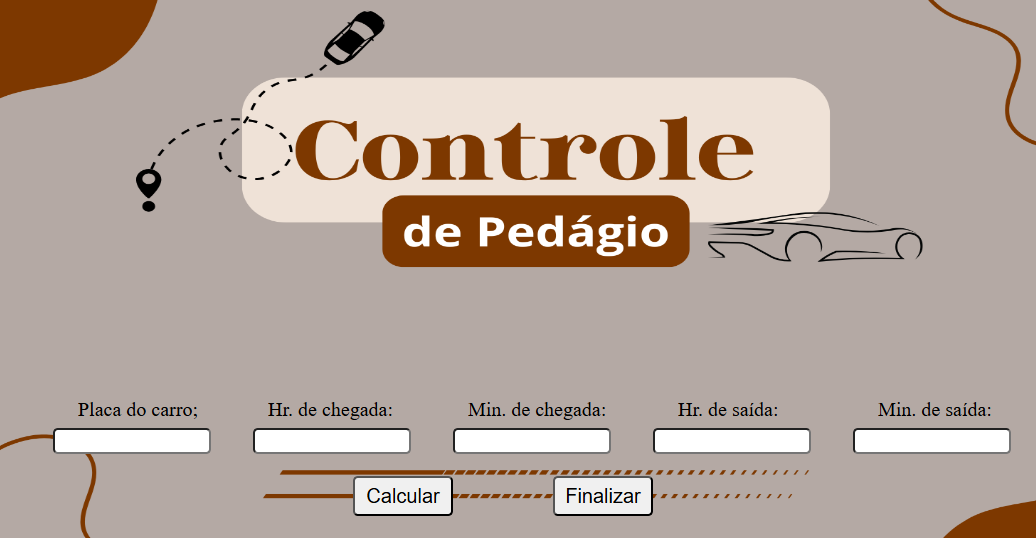 Controle
de Pedágio
Placa do carro; Hr. de chegada: Min. de chegada: Hr. de saída: Min. de saída:
Calcular Finalizar